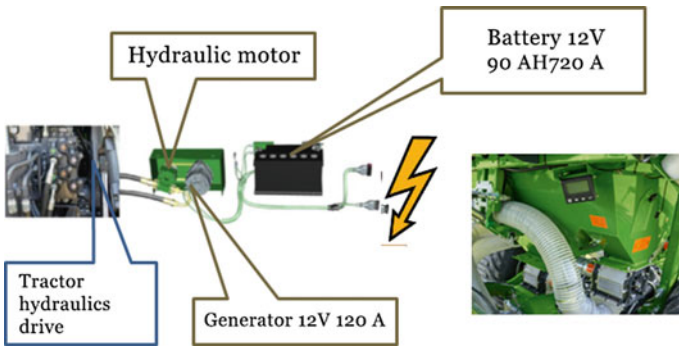 Hydraulic motor
Battery 12V
90 AH720 A
Tractor
hydraulics
drive
Generator 12V 120 A